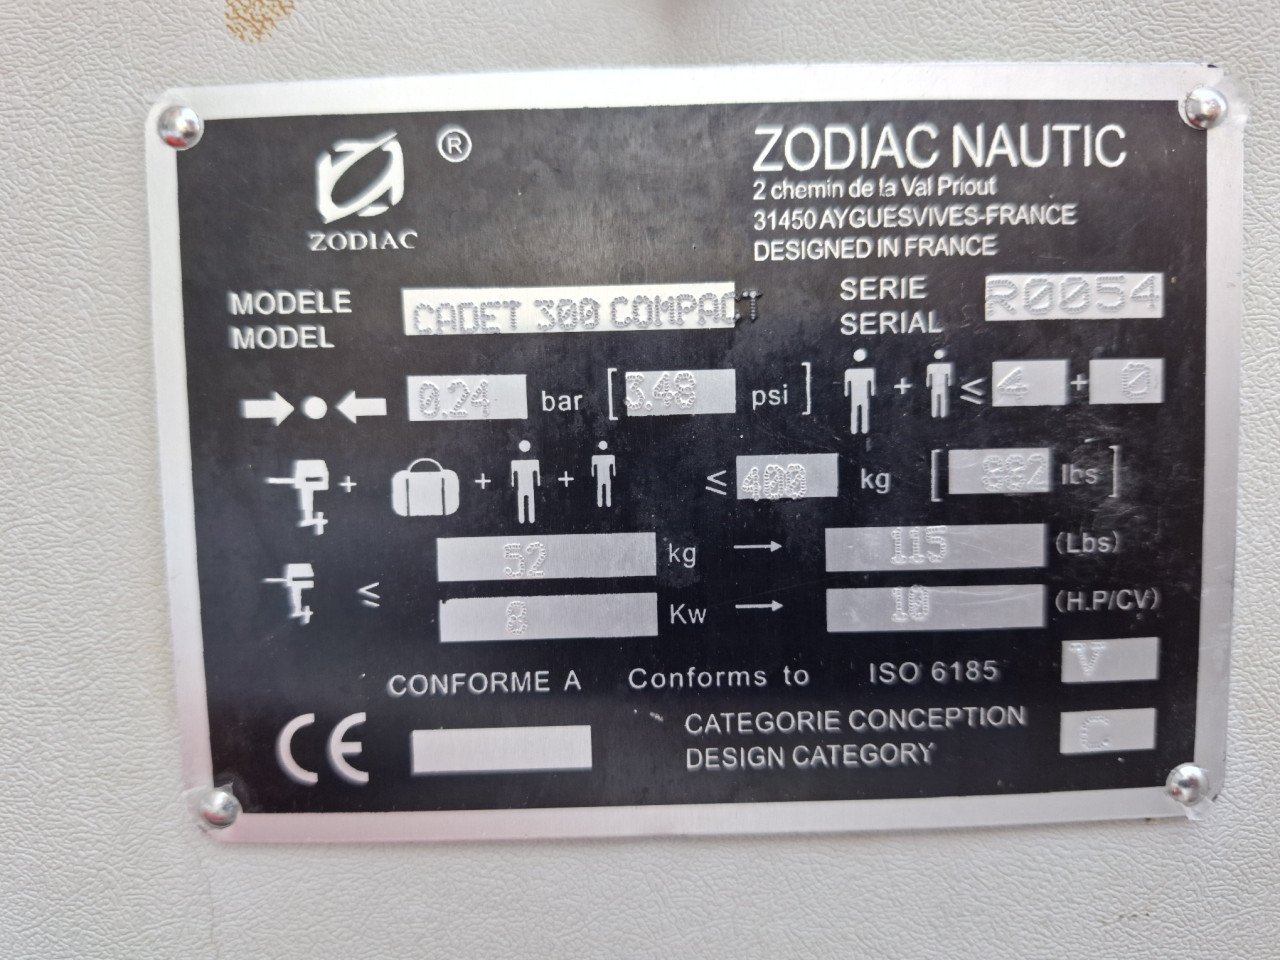 ZODIAC
®
ZODIAC NAUTIC
2 chemin de la Val Priout
31450 AYGUESVIVES-FRANCE
DESIGNED IN FRANCE
MODELE
MODEL
CADET 300 COMPACT
SERIE
SERIAL
R0054
0.24 bar [3.48 psi]
+ ≤ 4 + 0
+ + + ≤ 400 kg [882 lbs]
≤
52 kg → 115 (Lbs)
8 Kw → 10 (H.P/CV)
CONFORME A Conforms to ISO 6185 V
CE
CATEGORIE CONCEPTION
DESIGN CATEGORY
C